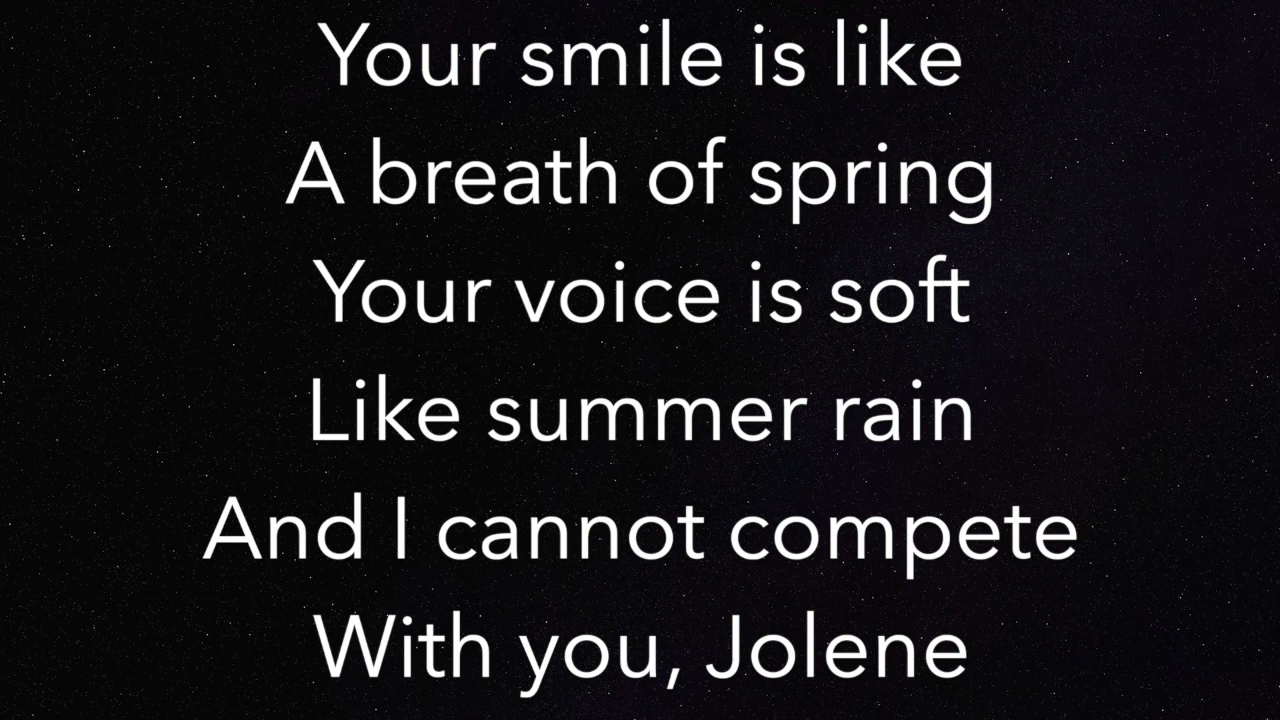 Your smile is like
A breath of spring
Your voice is soft
Like summer rain
And I cannot compete
With you, Jolene